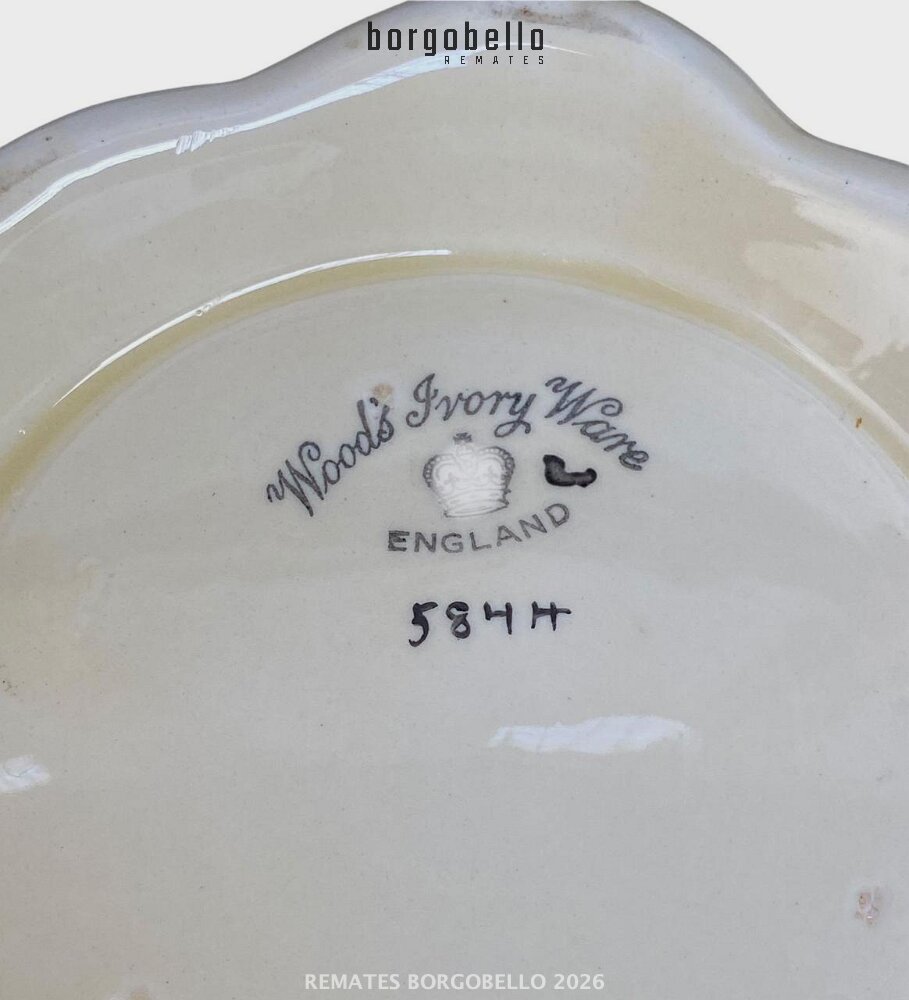 borgobello
REMATES
Wood's Ivory Ware
ENGLAND
584H
REMATES BORGOBELLO 2026